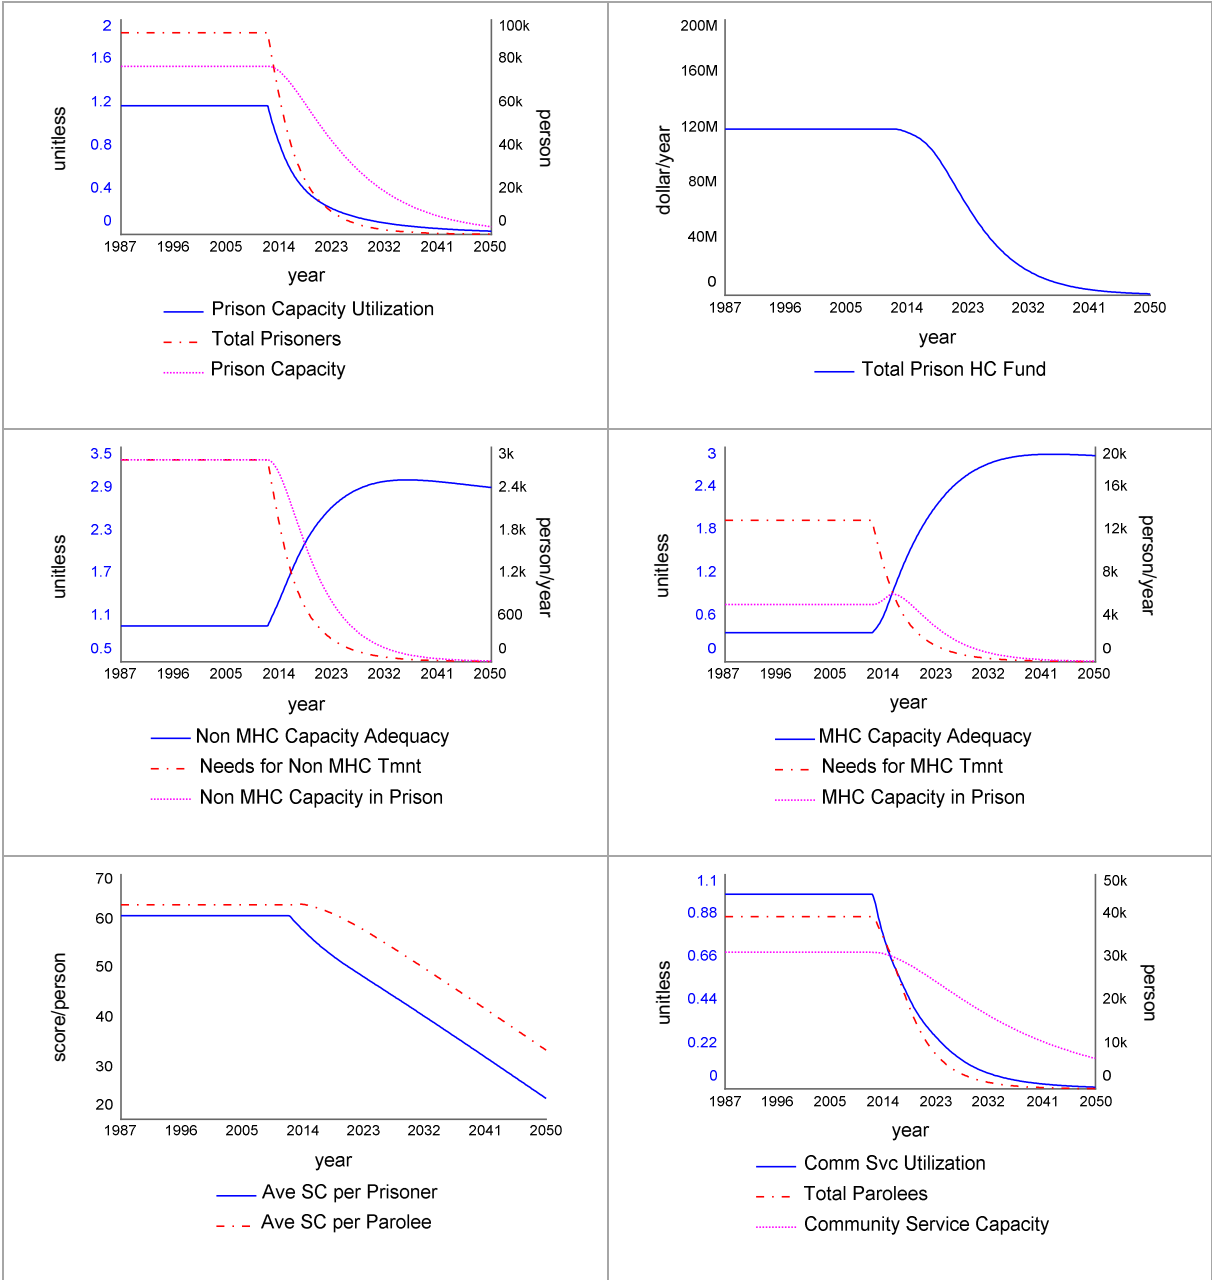 2
1.6
1.2
0.8
0.4
0
unitless
100k
80k
60k
40k
20k
0
person
1987 1996 2005 2014 2023 2032 2041 2050
year
Prison Capacity Utilization
Total Prisoners
Prison Capacity
200M
160M
120M
80M
40M
0
dollar/year
1987 1996 2005 2014 2023 2032 2041 2050
year
Total Prison HC Fund
3.5
2.9
2.3
1.7
1.1
0.5
unitless
3k
2.4k
1.8k
1.2k
600
0
person/year
1987 1996 2005 2014 2023 2032 2041 2050
year
Non MHC Capacity Adequacy
Needs for Non MHC Tmnt
Non MHC Capacity in Prison
3
2.4
1.8
1.2
0.6
0
unitless
20k
16k
12k
8k
4k
0
person/year
1987 1996 2005 2014 2023 2032 2041 2050
year
MHC Capacity Adequacy
Needs for MHC Tmnt
MHC Capacity in Prison
70
60
50
40
30
20
score/person
1987 1996 2005 2014 2023 2032 2041 2050
year
Ave SC per Prisoner
Ave SC per Parolee
1.1
0.88
0.66
0.44
0.22
0
unitless
50k
40k
30k
20k
10k
0
person
1987 1996 2005 2014 2023 2032 2041 2050
year
Comm Svc Utilization
Total Parolees
Community Service Capacity